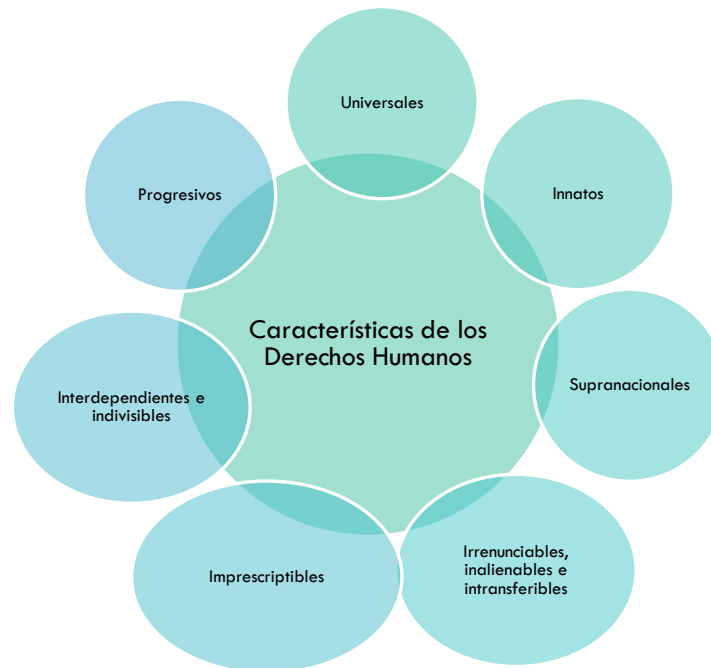 Universales
Innatos
Supranacionales
Irrenunciables,
inalienables e
intransferibles
Imprescriptibles
Interdependientes e
indivisibles
Progresivos
Características de los
Derechos Humanos